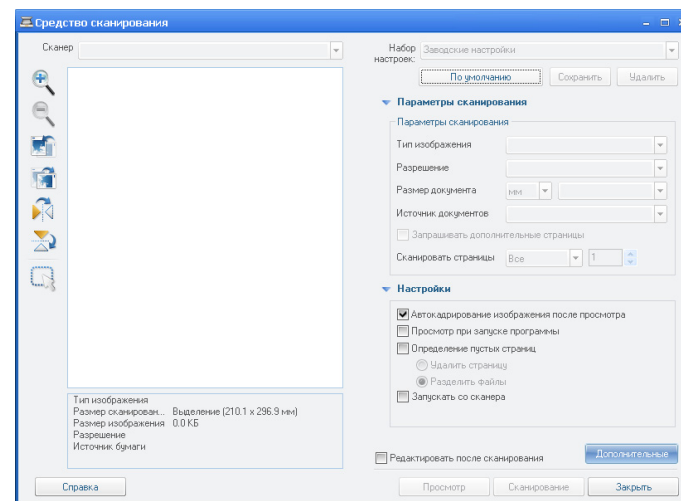 Средство сканирования
Сканер
Набор настроек:
Заводские настройки
По умолчанию
Сохранить
Удалить
Параметры сканирования
Параметры сканирования
Тип изображения
Разрешение
Размер документа
мм
Источник документов
Запрашивать дополнительные страницы
Сканировать страницы
Все
1
Настройки
Автокадрирование изображения после просмотра
Просмотр при запуске программы
Определение пустых страниц
Удалить страницу
Разделить файлы
Запускать со сканера
Тип изображения
Размер сканирован... Выделение (210.1 x 296.9 мм)
Размер изображения 0.0 КБ
Разрешение
Источник бумаги
Редактировать после сканирования
Дополнительные
Справка
Просмотр
Сканирование
Закрыть